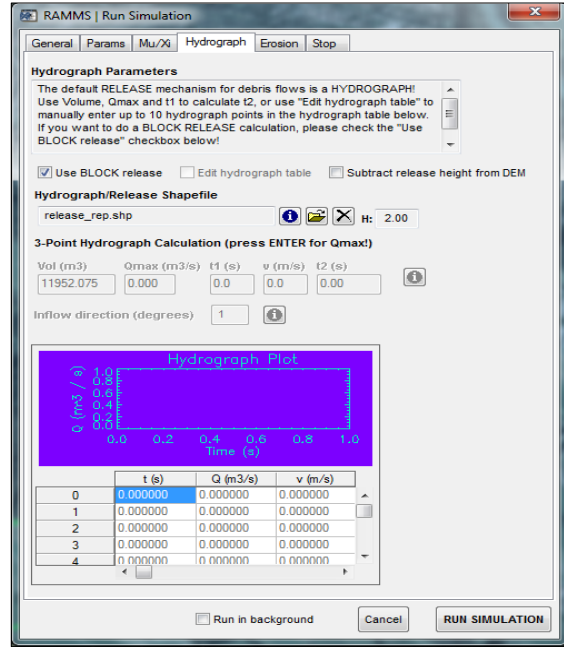 RAMMS | Run Simulation
General Params Mu/Xi Hydrograph Erosion Stop
Hydrograph Parameters
The default RELEASE mechanism for debris flows is a HYDROGRAPH!
Use Volume, Qmax and t1 to calculate t2, or use "Edit hydrograph table" to
manually enter up to 10 hydrograph points in the hydrograph table below.
If you want to do a BLOCK RELEASE calculation, please check the "Use
BLOCK release" checkbox below!
Use BLOCK release Edit hydrograph table Subtract release height from DEM
Hydrograph/Release Shapefile
release_rep.shp H: 2.00
3-Point Hydrograph Calculation (press ENTER for Qmax!)
Vol (m3) Qmax (m3/s) t1 (s) v (m/s) t2 (s)
11952.075 0.000 0.0 0.0 0.00
Inflow direction (degrees) 1
Hydrograph Plot
Q (m3 / s)
1.0
0.8
0.6
0.4
0.2
0.0
0.0 0.2 0.4 0.6 0.8 1.0
Time (s)
t (s) Q (m3/s) v (m/s)
0 0.000000 0.000000 0.000000
1 0.000000 0.000000 0.000000
2 0.000000 0.000000 0.000000
3 0.000000 0.000000 0.000000
4 0.000000 0.000000 0.000000
Run in background Cancel RUN SIMULATION